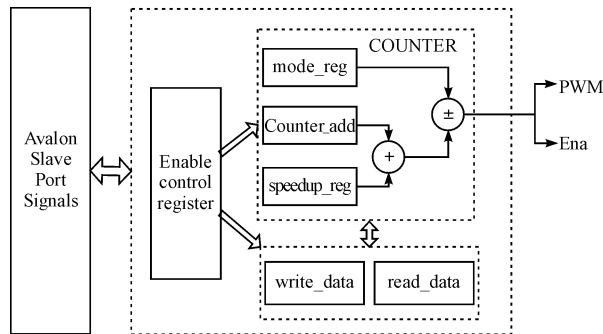 Avalon
Slave
Port
Signals
Enable
control
register
COUNTER
mode_reg
Counter_add
speedup_reg
±
+
write_data
read_data
PWM
Ena